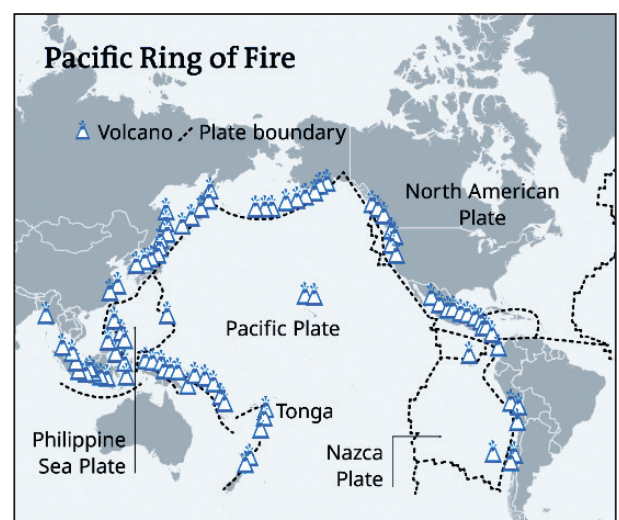 Pacific Ring of Fire
Volcano Plate boundary
North American
Plate
Pacific Plate
Tonga
Philippine
Sea Plate
Nazca
Plate